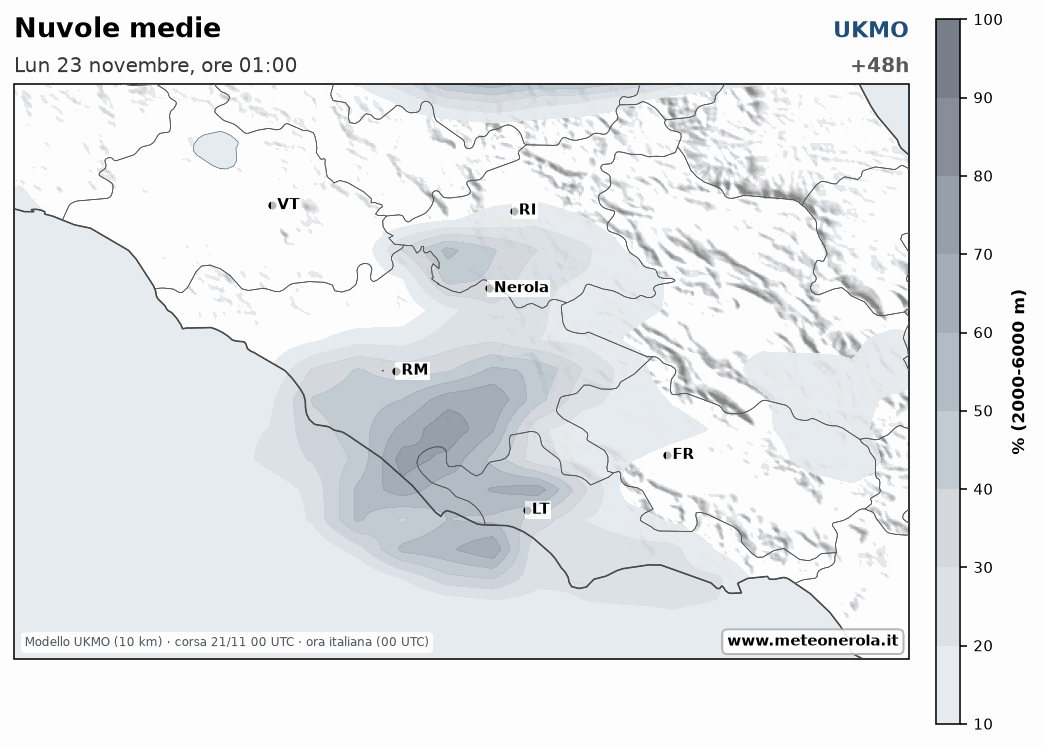 Nuvole medie
UKMO
Lun 23 novembre, ore 01:00
+48h
VT
RI
Nerola
RM
FR
LT
Modello UKMO (10 km) · corsa 21/11 00 UTC · ora italiana (00 UTC)
www.meteonerola.it
100
90
80
70
60
50
40
30
20
10
% (2000-6000 m)